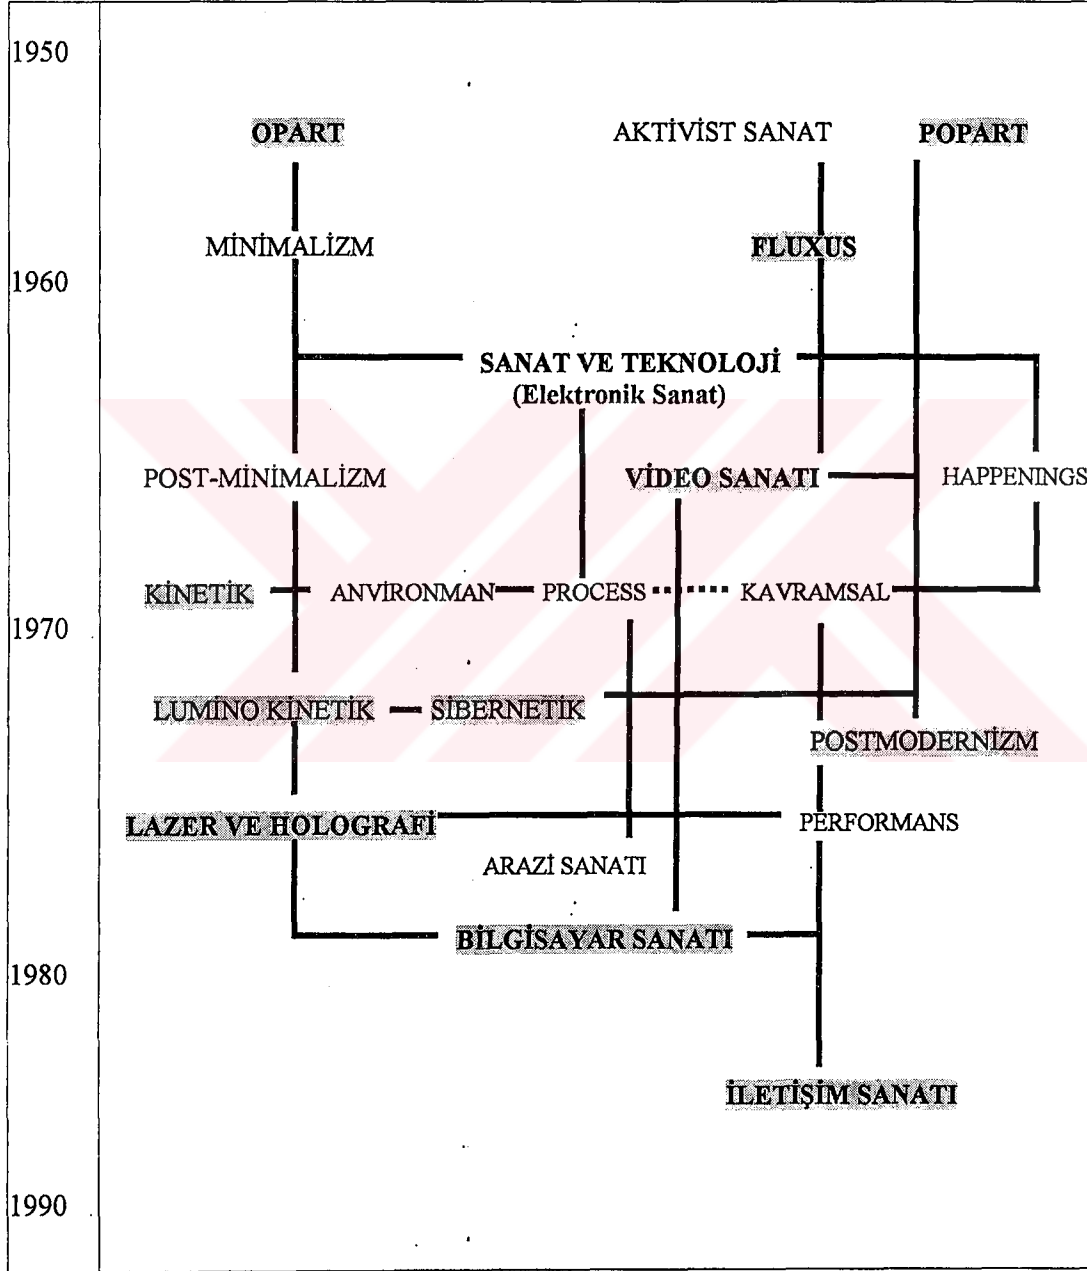 1950
OPART
AKTİVİST SANAT
POPART
MİNİMALİZM
FLUXUS
1960
SANAT VE TEKNOLOJİ
(Elektronik Sanat)
POST-MİNİMALİZM
VİDEO SANATI
HAPPENINGS
KİNETİK
ANVİRONMAN
PROCESS
KAVRAMSAL
1970
LUMİNO KİNETİK
SİBERNETİK
POSTMODERNİZM
LAZER VE HOLOGRAFİ
PERFORMANS
ARAZİ SANATI
BİLGİSAYAR SANATI
1980
İLETİŞİM SANATI
1990